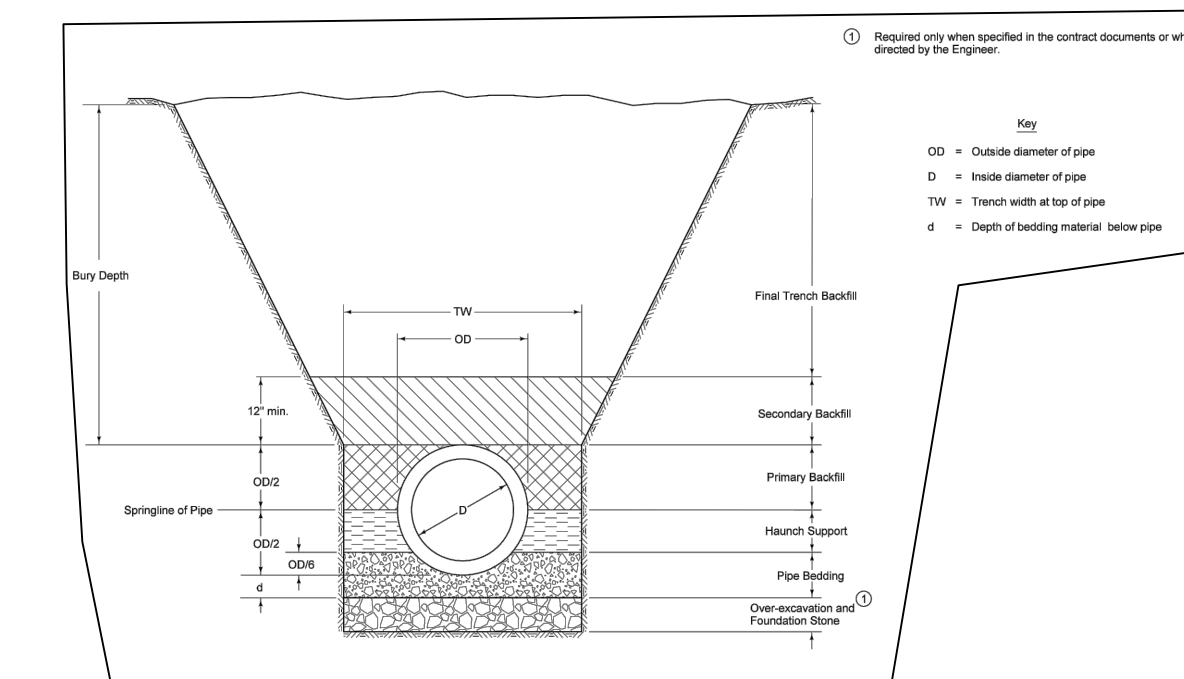 ① Required only when specified in the contract documents or
directed by the Engineer.
Key
OD = Outside diameter of pipe
D = Inside diameter of pipe
TW = Trench width at top of pipe
d = Depth of bedding material below pipe
Bury Depth
Final Trench Backfill
TW
OD
12" min.
Secondary Backfill
OD/2
Primary Backfill
Springline of Pipe
D
OD/2
Haunch Support
OD/6
Pipe Bedding
d
Over-excavation and ①
Foundation Stone